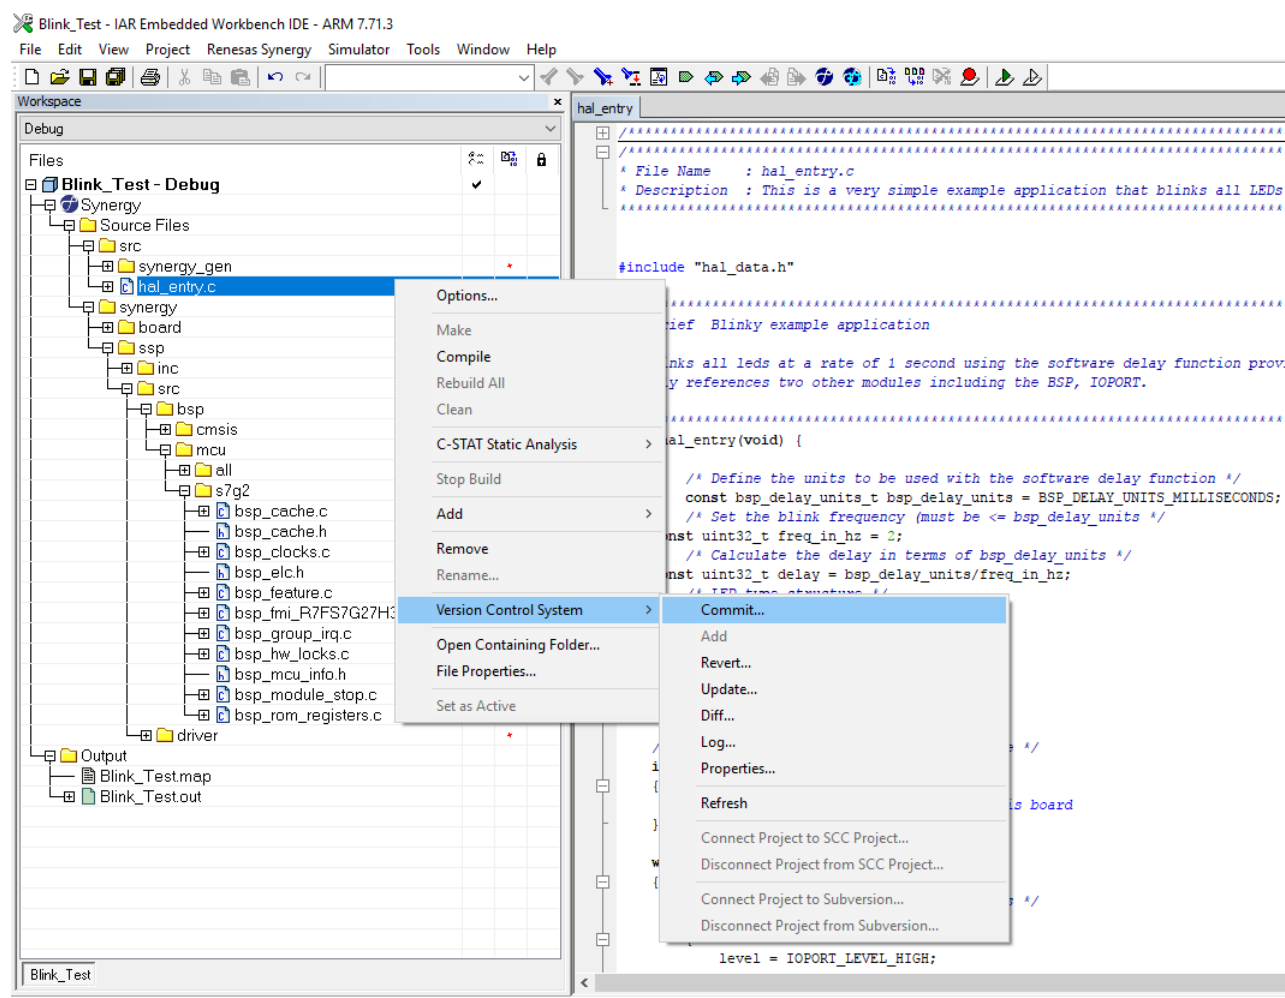 Blink_Test - IAR Embedded Workbench IDE - ARM 7.71.3
File Edit View Project Renesas Synergy Simulator Tools Window Help
Workspace
Debug
Files
Blink_Test - Debug
Synergy
Source Files
src
synergy_gen
hal_entry.c
synergy
board
ssp
inc
src
bsp
cmsis
mcu
all
s7g2
bsp_cache.c
bsp_cache.h
bsp_clocks.c
bsp_elc.h
bsp_feature.c
bsp_fmi_R7FS7G27H3
bsp_group_irq.c
bsp_hw_locks.c
bsp_mcu_info.h
bsp_module_stop.c
bsp_rom_registers.c
driver
Output
Blink_Test.map
Blink_Test.out
Blink_Test
Options...
Make
Compile
Rebuild All
Clean
C-STAT Static Analysis
Stop Build
Add
Remove
Rename...
Version Control System
Open Containing Folder...
File Properties...
Set as Active
Commit...
Add
Revert...
Update...
Diff...
Log...
Properties...
Refresh
Connect Project to SCC Project...
Disconnect Project from SCC Project...
Connect Project to Subversion...
Disconnect Project from Subversion...
hal_entry
* File Name : hal_entry.c
* Description : This is a very simple example application that blinks all LEDs
#include "hal_data.h"
ief Blinky example application
nks all leds at a rate of 1 second using the software delay function provi
y references two other modules including the BSP, IOPORT.
al_entry(void) {
/* Define the units to be used with the software delay function */
const bsp_delay_units_t bsp_delay_units = BSP_DELAY_UNITS_MILLISECONDS;
/* Set the blink frequency (must be <= bsp_delay_units */
nst uint32_t freq_in_hz = 2;
/* Calculate the delay in terms of bsp_delay_units */
nst uint32_t delay = bsp_delay_units/freq_in_hz;
/* LED type structure */
*/
i
{
is board
}
w
{
*/
level = IOPORT_LEVEL_HIGH;